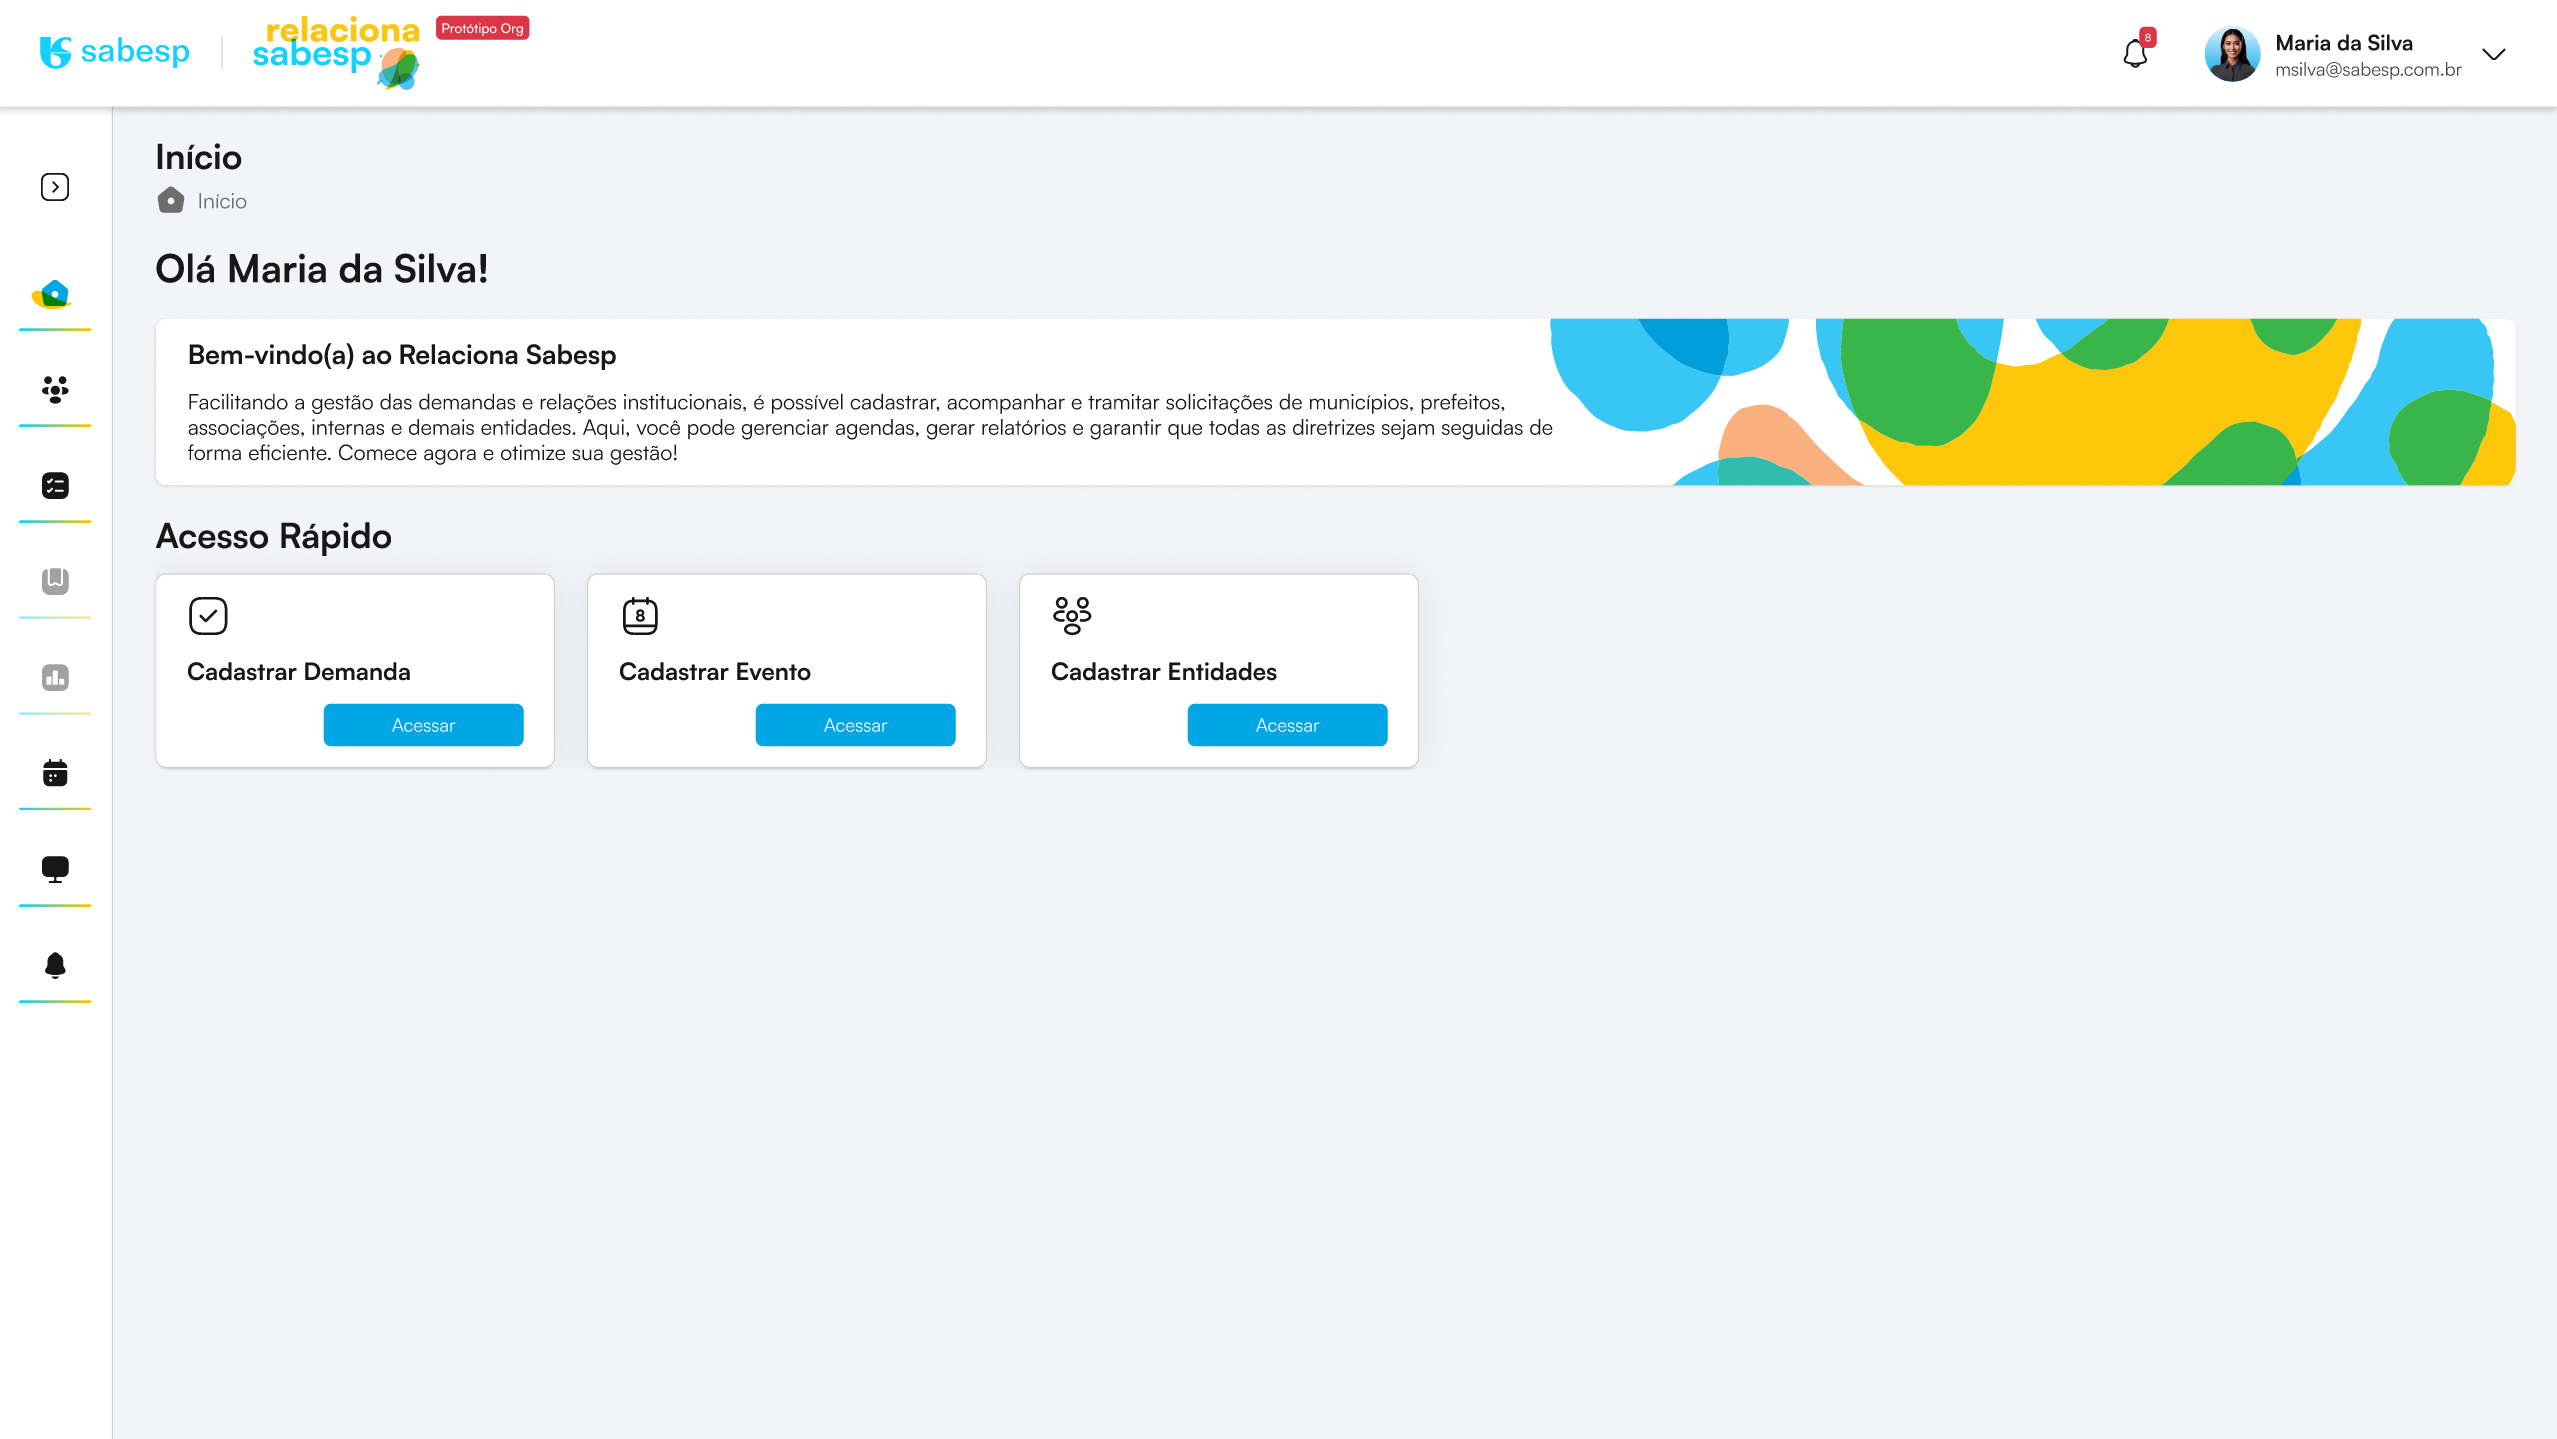 sabesp
relaciona
sabesp
Protótipo Org
8
Maria da Silva
msilva@sabesp.com.br
Início
Início
Olá Maria da Silva!
Bem-vindo(a) ao Relaciona Sabesp
Facilitando a gestão das demandas e relações institucionais, é possível cadastrar, acompanhar e tramitar solicitações de municípios, prefeitos,
associações, internas e demais entidades. Aqui, você pode gerenciar agendas, gerar relatórios e garantir que todas as diretrizes sejam seguidas de
forma eficiente. Comece agora e otimize sua gestão!
Acesso Rápido
Cadastrar Demanda
Acessar
8
Cadastrar Evento
Acessar
Cadastrar Entidades
Acessar